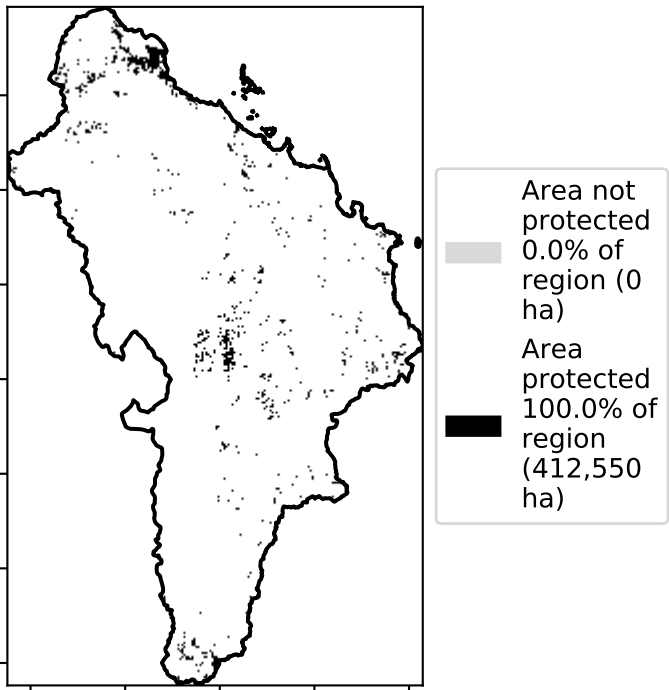 Area not
protected
0.0% of
region (0
ha)
Area
protected
100.0% of
region
(412,550
ha)